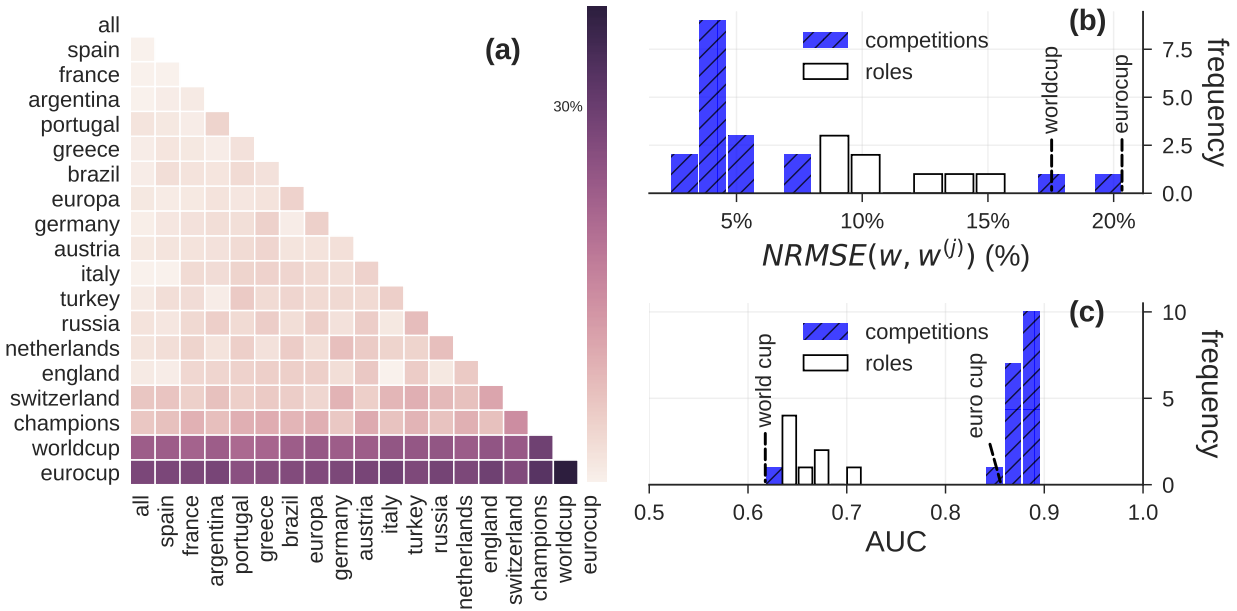 (a)
all
spain
france
argentina
portugal
greece
brazil
europa
germany
austria
italy
turkey
russia
netherlands
england
switzerland
champions
worldcup
eurocup
all
spain
france
argentina
portugal
greece
brazil
europa
germany
austria
italy
turkey
russia
netherlands
england
switzerland
champions
worldcup
eurocup
30%
(b)
competitions
roles
worldcup
eurocup
7.5
5.0
2.5
0.0
frequency
5%
10%
15%
20%
NRMSE(w, w^(j)) (%)
(c)
competitions
roles
world cup
euro cup
10
5
0
frequency
0.5
0.6
0.7
0.8
0.9
1.0
AUC